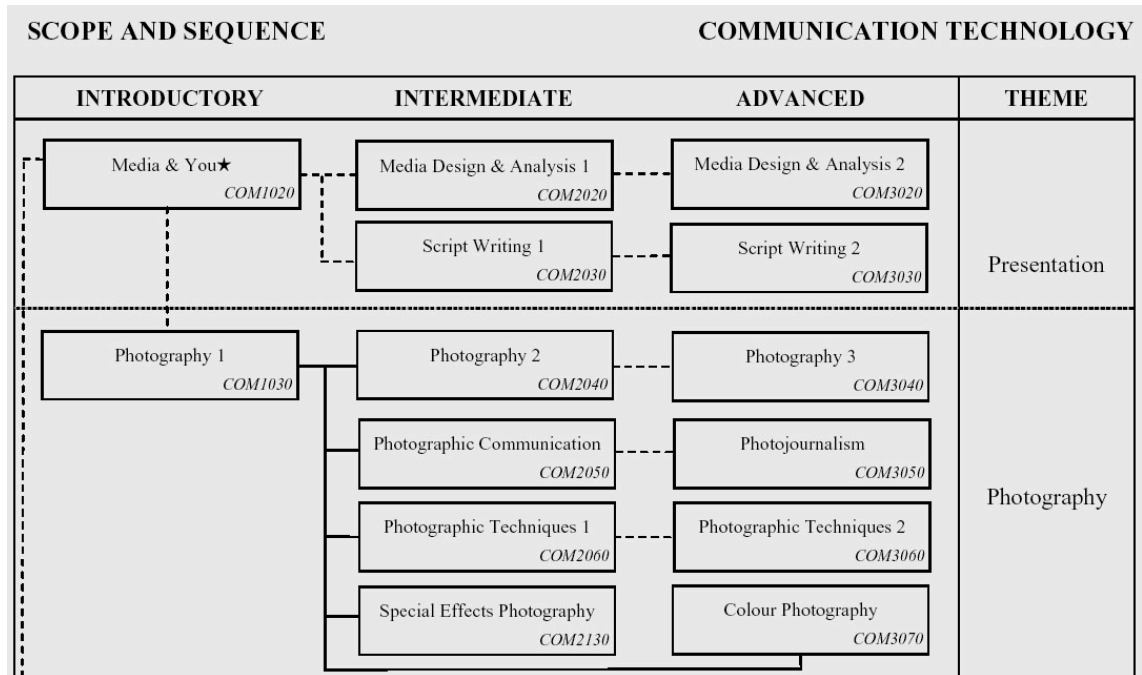 SCOPE AND SEQUENCE
COMMUNICATION TECHNOLOGY
INTRODUCTORY
INTERMEDIATE
ADVANCED
THEME
Media & You★
COM1020
Media Design & Analysis 1
COM2020
Media Design & Analysis 2
COM3020
Script Writing 1
COM2030
Script Writing 2
COM3030
Presentation
Photography 1
COM1030
Photography 2
COM2040
Photography 3
COM3040
Photographic Communication
COM2050
Photojournalism
COM3050
Photography
Photographic Techniques 1
COM2060
Photographic Techniques 2
COM3060
Special Effects Photography
COM2130
Colour Photography
COM3070